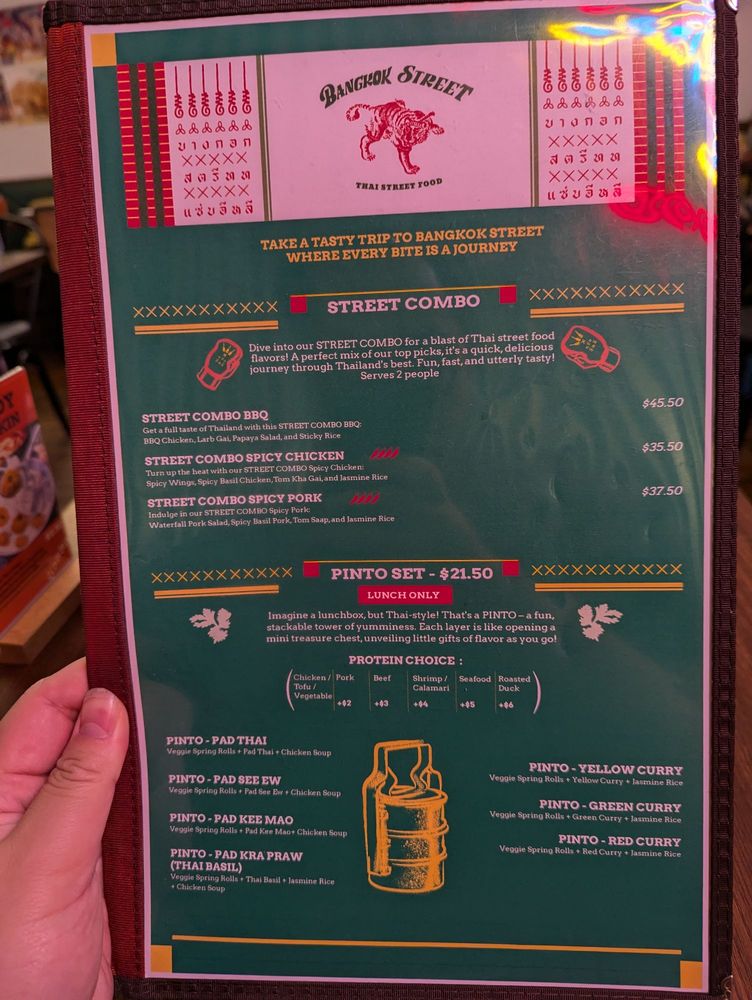 BANGKOK STREET
THAI STREET FOOD
บางกอก
สตรีทท
แซ่บอีหลี
บางกอก
สตรีทท
แซ่บอีหลี
TAKE A TASTY TRIP TO BANGKOK STREET
WHERE EVERY BITE IS A JOURNEY
STREET COMBO
Dive into our STREET COMBO for a blast of Thai street food
flavors! A perfect mix of our top picks, it's a quick, delicious
journey through Thailand's best. Fun, fast, and utterly tasty!
Serves 2 people
STREET COMBO BBQ $45.50
Get a full taste of Thailand with this STREET COMBO BBQ:
BBQ Chicken, Larb Gai, Papaya Salad, and Sticky Rice
STREET COMBO SPICY CHICKEN $35.50
Turn up the heat with our STREET COMBO Spicy Chicken:
Spicy Wings, Spicy Basil Chicken, Tom Kha Gai, and Jasmine Rice
STREET COMBO SPICY PORK $37.50
Indulge in our STREET COMBO Spicy Pork:
Waterfall Pork Salad, Spicy Basil Pork, Tom Saap, and Jasmine Rice
PINTO SET - $21.50
LUNCH ONLY
Imagine a lunchbox, but Thai-style! That's a PINTO – a fun,
stackable tower of yumminess. Each layer is like opening a
mini treasure chest, unveiling little gifts of flavor as you go!
PROTEIN CHOICE :
Chicken / Tofu / Vegetable
Pork +$2
Beef +$3
Shrimp / Calamari +$4
Seafood +$5
Roasted Duck +$6
PINTO - PAD THAI
Veggie Spring Rolls + Pad Thai + Chicken Soup
PINTO - PAD SEE EW
Veggie Spring Rolls + Pad See Ew + Chicken Soup
PINTO - PAD KEE MAO
Veggie Spring Rolls + Pad Kee Mao+ Chicken Soup
PINTO - PAD KRA PRAW
(THAI BASIL)
Veggie Spring Rolls + Thai Basil + Jasmine Rice
+ Chicken Soup
PINTO - YELLOW CURRY
Veggie Spring Rolls + Yellow Curry + Jasmine Rice
PINTO - GREEN CURRY
Veggie Spring Rolls + Green Curry + Jasmine Rice
PINTO - RED CURRY
Veggie Spring Rolls + Red Curry + Jasmine Rice